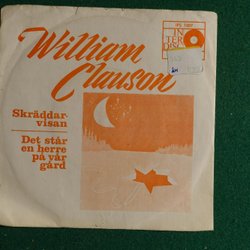 William
Clauson
Skräddar-
visan
Det står
en herre
på vår
gård
IN
TER
DISC